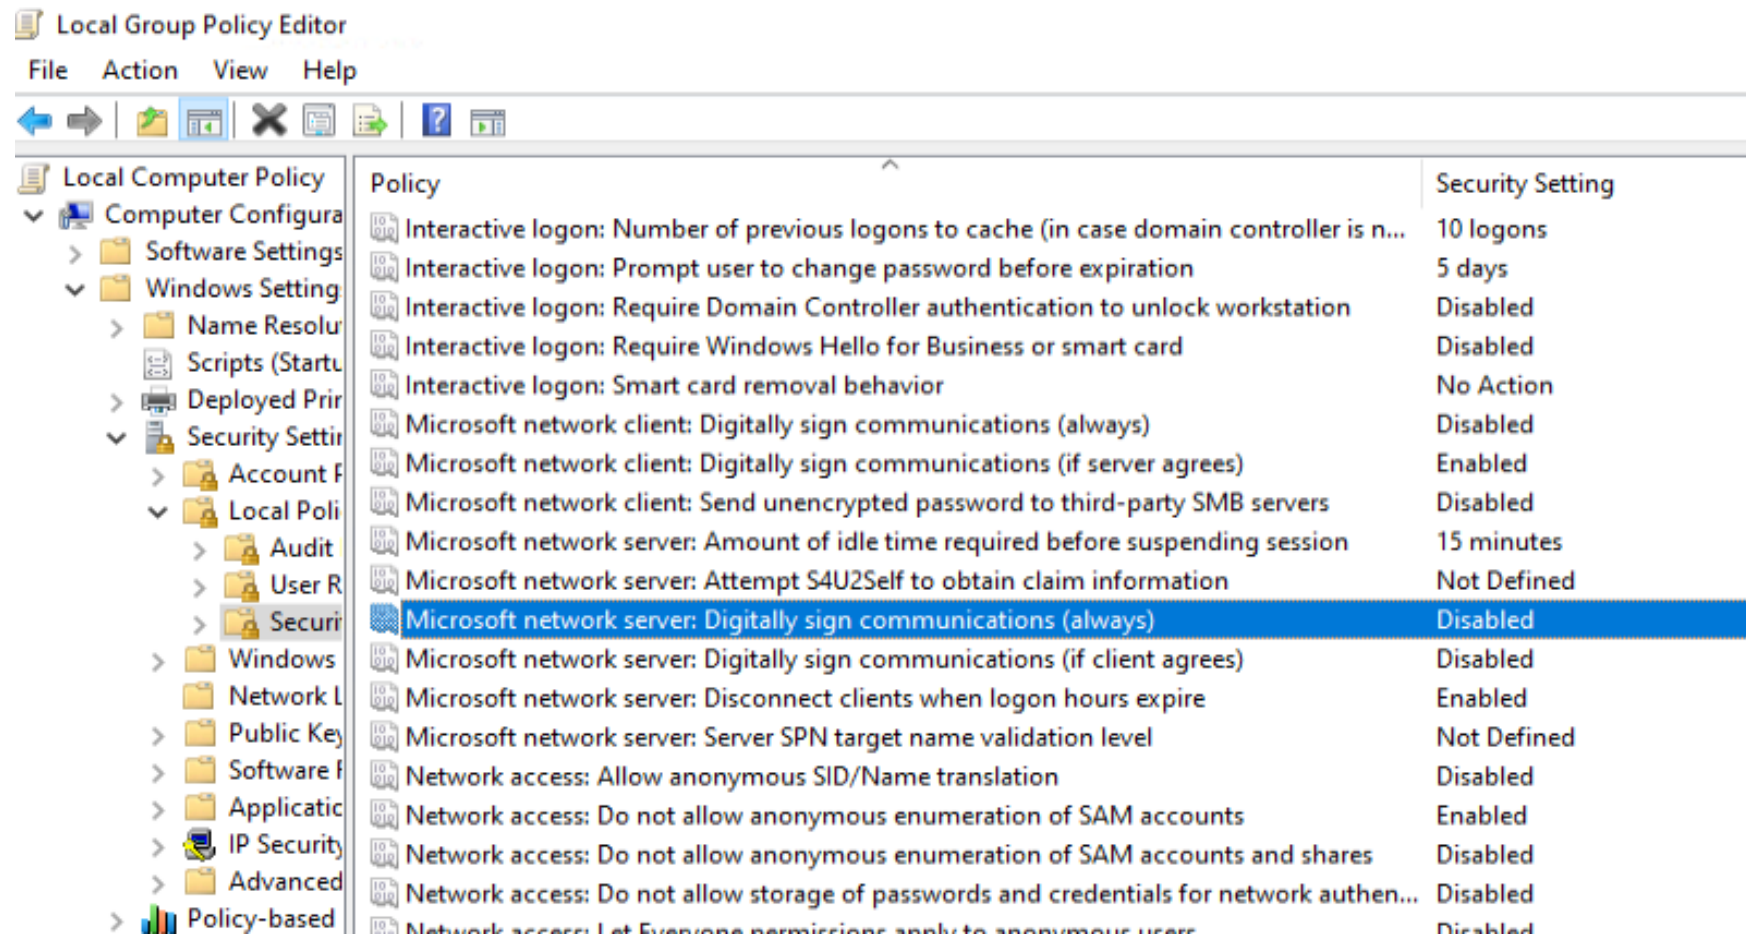 Local Group Policy Editor
File Action View Help
Local Computer Policy
Computer Configura
Software Settings
Windows Setting
Name Resolu
Scripts (Startu
Deployed Prin
Security Settin
Account P
Local Poli
Audit
User R
Securi
Windows
Network L
Public Key
Software
Applicatic
IP Security
Advanced
Policy-based
Policy Security Setting
Interactive logon: Number of previous logons to cache (in case domain controller is n... 10 logons
Interactive logon: Prompt user to change password before expiration 5 days
Interactive logon: Require Domain Controller authentication to unlock workstation Disabled
Interactive logon: Require Windows Hello for Business or smart card Disabled
Interactive logon: Smart card removal behavior No Action
Microsoft network client: Digitally sign communications (always) Disabled
Microsoft network client: Digitally sign communications (if server agrees) Enabled
Microsoft network client: Send unencrypted password to third-party SMB servers Disabled
Microsoft network server: Amount of idle time required before suspending session 15 minutes
Microsoft network server: Attempt S4U2Self to obtain claim information Not Defined
Microsoft network server: Digitally sign communications (always) Disabled
Microsoft network server: Digitally sign communications (if client agrees) Disabled
Microsoft network server: Disconnect clients when logon hours expire Enabled
Microsoft network server: Server SPN target name validation level Not Defined
Network access: Allow anonymous SID/Name translation Disabled
Network access: Do not allow anonymous enumeration of SAM accounts Enabled
Network access: Do not allow anonymous enumeration of SAM accounts and shares Disabled
Network access: Do not allow storage of passwords and credentials for network authen... Disabled
Network access: Let Everyone permissions apply to anonymous users Disabled